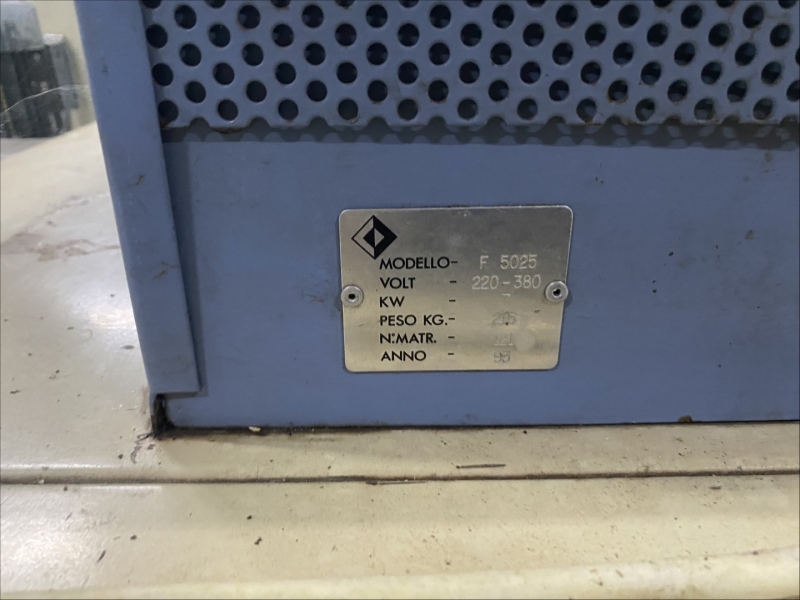 MODELLO- F 5025
VOLT - 220-380
KW - -
PESO KG.-
N.MATR. -
ANNO -